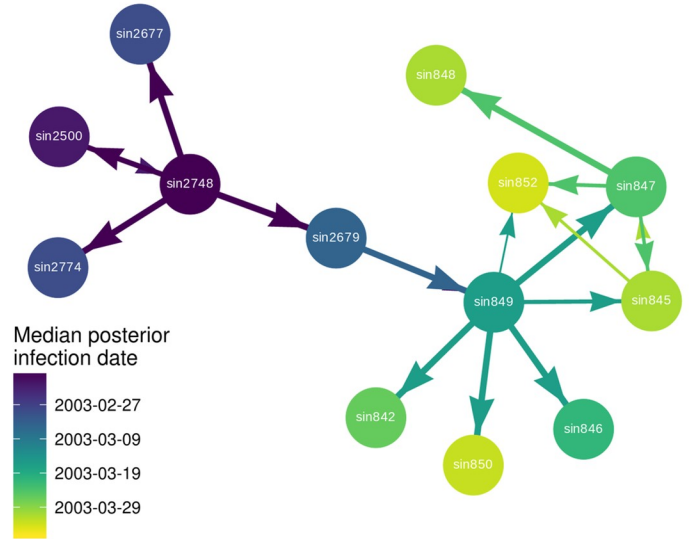 sin2677
sin848
sin2500
sin2748
sin852
sin847
sin2679
sin2774
sin849
sin845
Median posterior
infection date
2003-02-27
2003-03-09
2003-03-19
2003-03-29
sin842
sin846
sin850